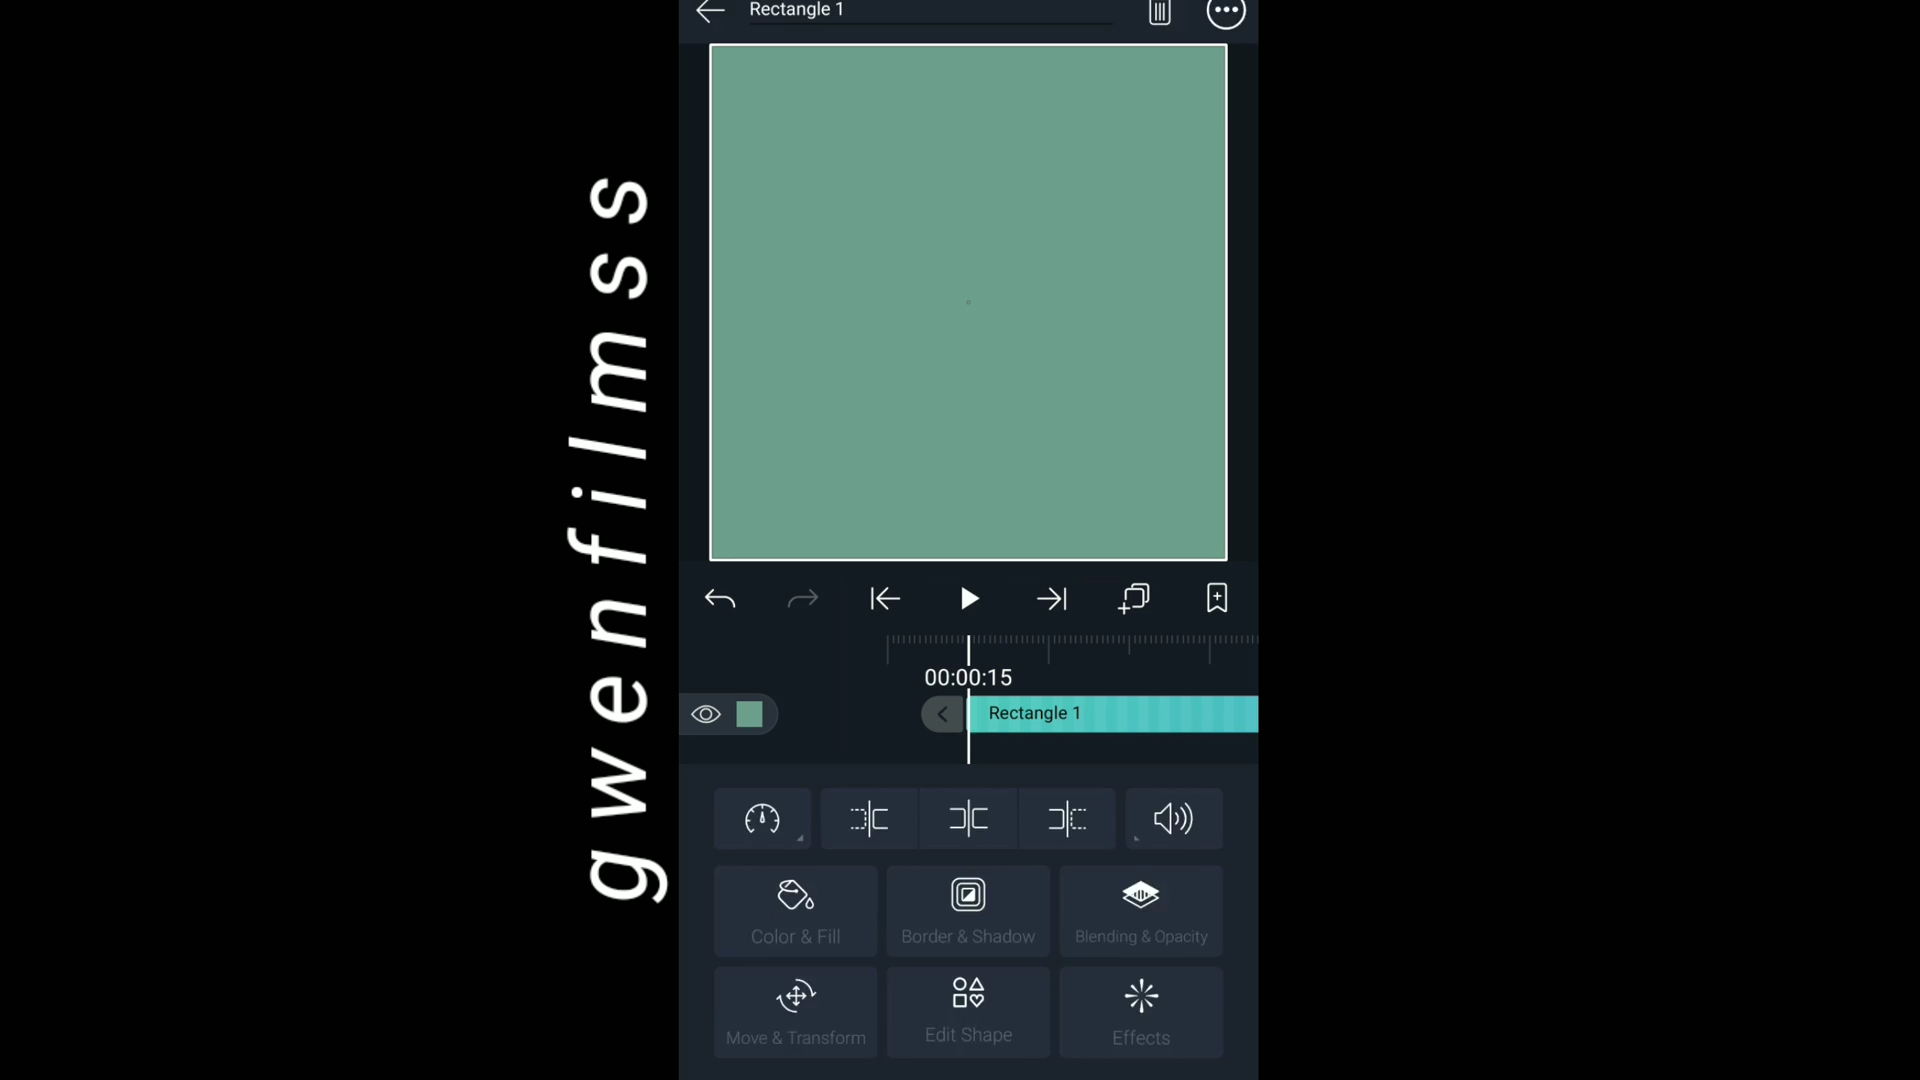 Rectangle 1
gwenfilmss
00:00:15
Rectangle 1
Color & Fill
Border & Shadow
Blending & Opacity
Move & Transform
Edit Shape
Effects